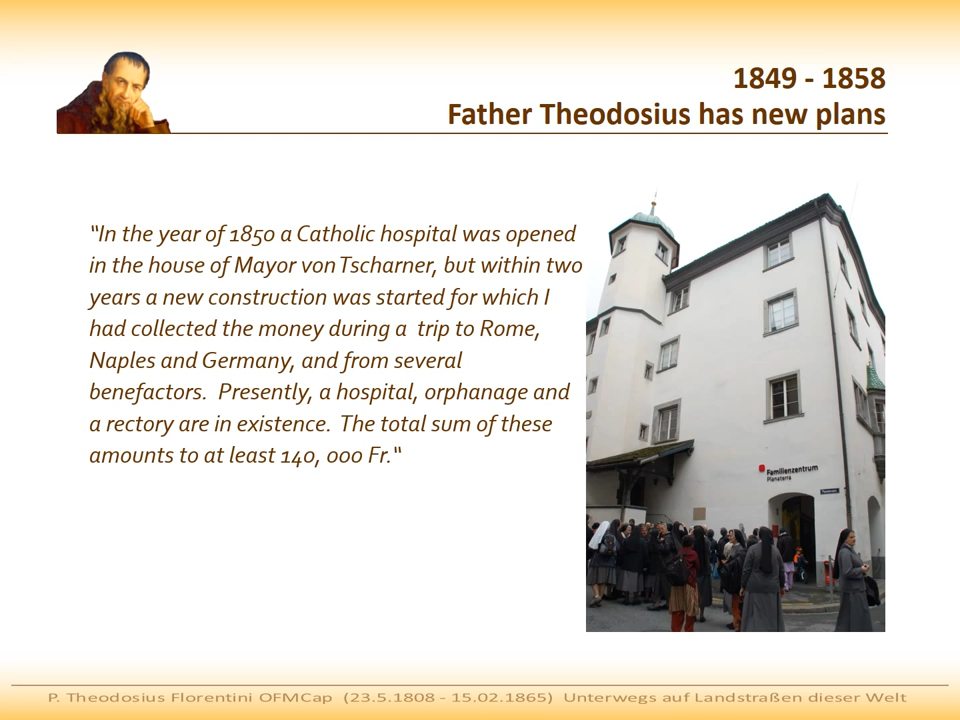 1849 - 1858
Father Theodosius has new plans
“In the year of 1850 a Catholic hospital was opened
in the house of Mayor von Tscharner, but within two
years a new construction was started for which I
had collected the money during a  trip to Rome,
Naples and Germany, and from several
benefactors.  Presently, a hospital, orphanage and
a rectory are in existence.  The total sum of these
amounts to at least 140, 000 Fr.“
Familienzentrum
Planaterra
P. Theodosius Florentini OFMCap  (23.5.1808 - 15.02.1865)  Unterwegs auf Landstraßen dieser Welt